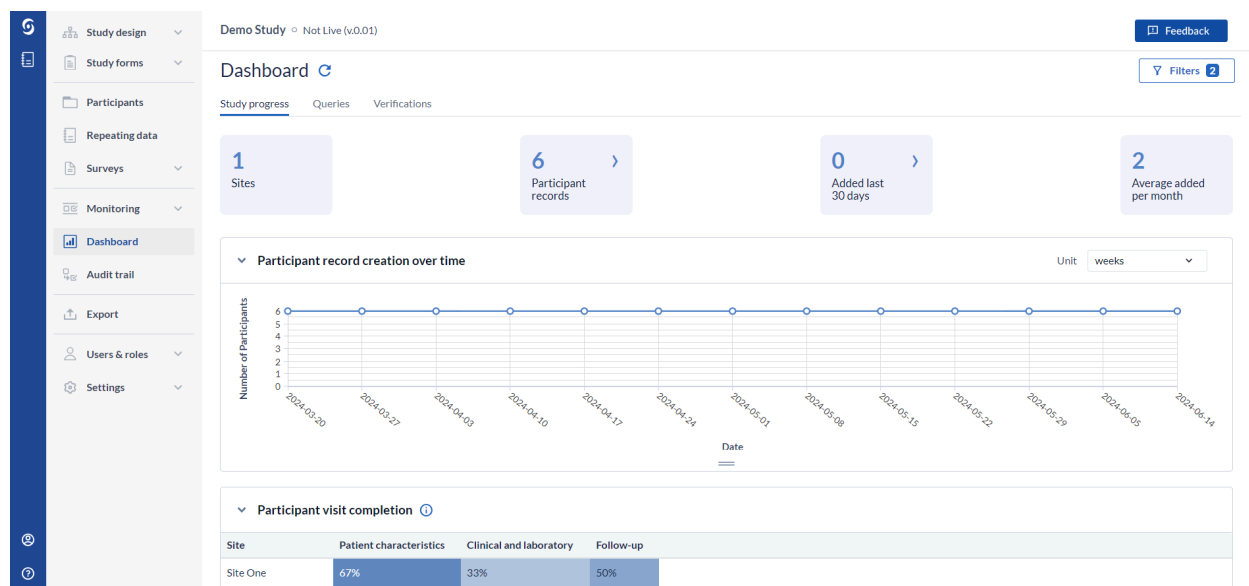 Demo Study Not Live (v.0.01)
Feedback
Study design
Study forms
Participants
Repeating data
Surveys
Monitoring
Dashboard
Audit trail
Export
Users & roles
Settings
Dashboard
Filters 2
Study progress Queries Verifications
1
Sites
6
Participant
records
0
Added last
30 days
2
Average added
per month
Participant record creation over time
Unit weeks
Number of Participants
6
5
4
3
2
1
0
2024-03-20 2024-03-27 2024-04-03 2024-04-10 2024-04-17 2024-04-24 2024-05-01 2024-05-08 2024-05-15 2024-05-22 2024-05-29 2024-06-05 2024-06-14
Date
Participant visit completion
Site Patient characteristics Clinical and laboratory Follow-up
Site One 67% 33% 50%